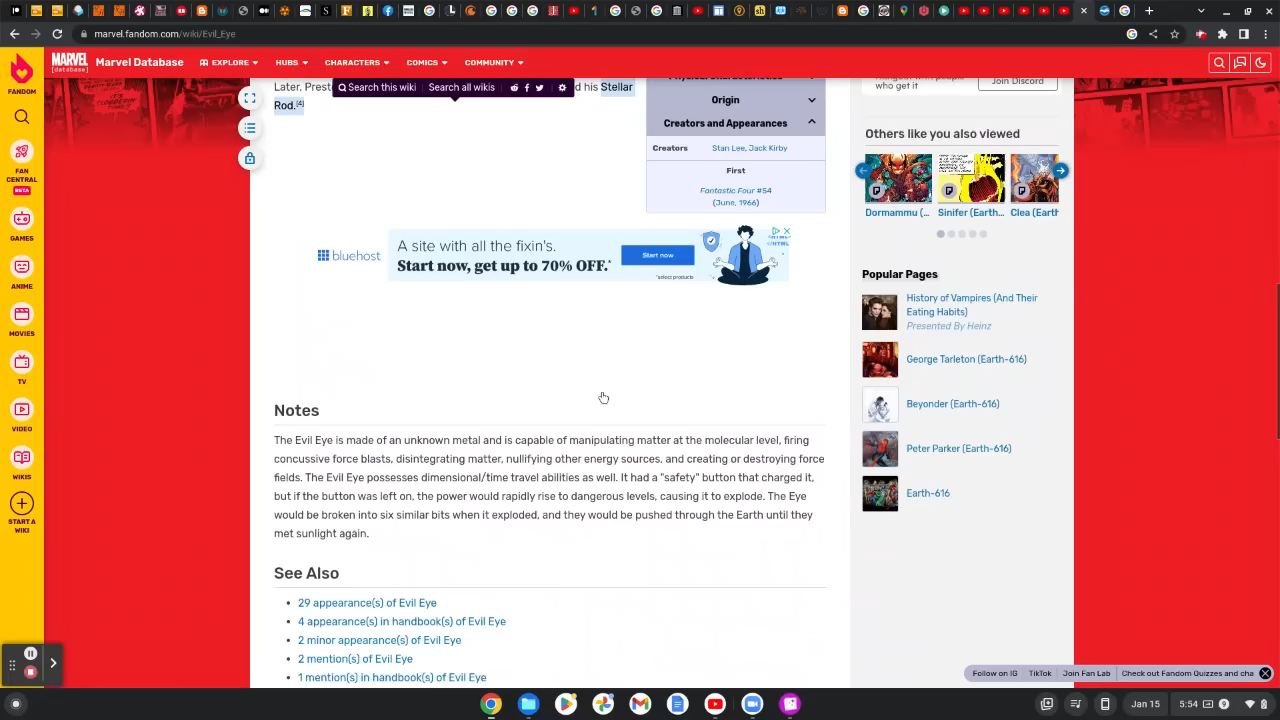 marvel.fandom.com/wiki/Evil_Eye
MARVEL
[database]
Marvel Database
EXPLORE
HUBS
CHARACTERS
COMICS
COMMUNITY
FANDOM
FAN
CENTRAL
BETA
GAMES
ANIME
MOVIES
TV
VIDEO
WIKIS
START A
WIKI
Search this wiki
Search all wikis
d his Stellar
Rod.[4]
Origin
Creators and Appearances
Creators
Stan Lee, Jack Kirby
First
Fantastic Four #54
(June, 1966)
bluehost
A site with all the fixin's.
Start now, get up to 70% OFF.*
Start now
*select products
Notes
The Evil Eye is made of an unknown metal and is capable of manipulating matter at the molecular level, firing
concussive force blasts, disintegrating matter, nullifying other energy sources, and creating or destroying force
fields. The Evil Eye possesses dimensional/time travel abilities as well. It had a "safety" button that charged it,
but if the button was left on, the power would rapidly rise to dangerous levels, causing it to explode. The Eye
would be broken into six similar bits when it exploded, and they would be pushed through the Earth until they
met sunlight again.
See Also
• 29 appearance(s) of Evil Eye
• 4 appearance(s) in handbook(s) of Evil Eye
• 2 minor appearance(s) of Evil Eye
• 2 mention(s) of Evil Eye
• 1 mention(s) in handbook(s) of Evil Eye
who get it
Join Discord
Others like you also viewed
Dormammu (...
Sinifer (Earth...
Clea (Earth
Popular Pages
History of Vampires (And Their
Eating Habits)
Presented By Heinz
George Tarleton (Earth-616)
Beyonder (Earth-616)
Peter Parker (Earth-616)
Earth-616
Follow on IG
TikTok
Join Fan Lab
Check out Fandom Quizzes and cha
Jan 15
5:54